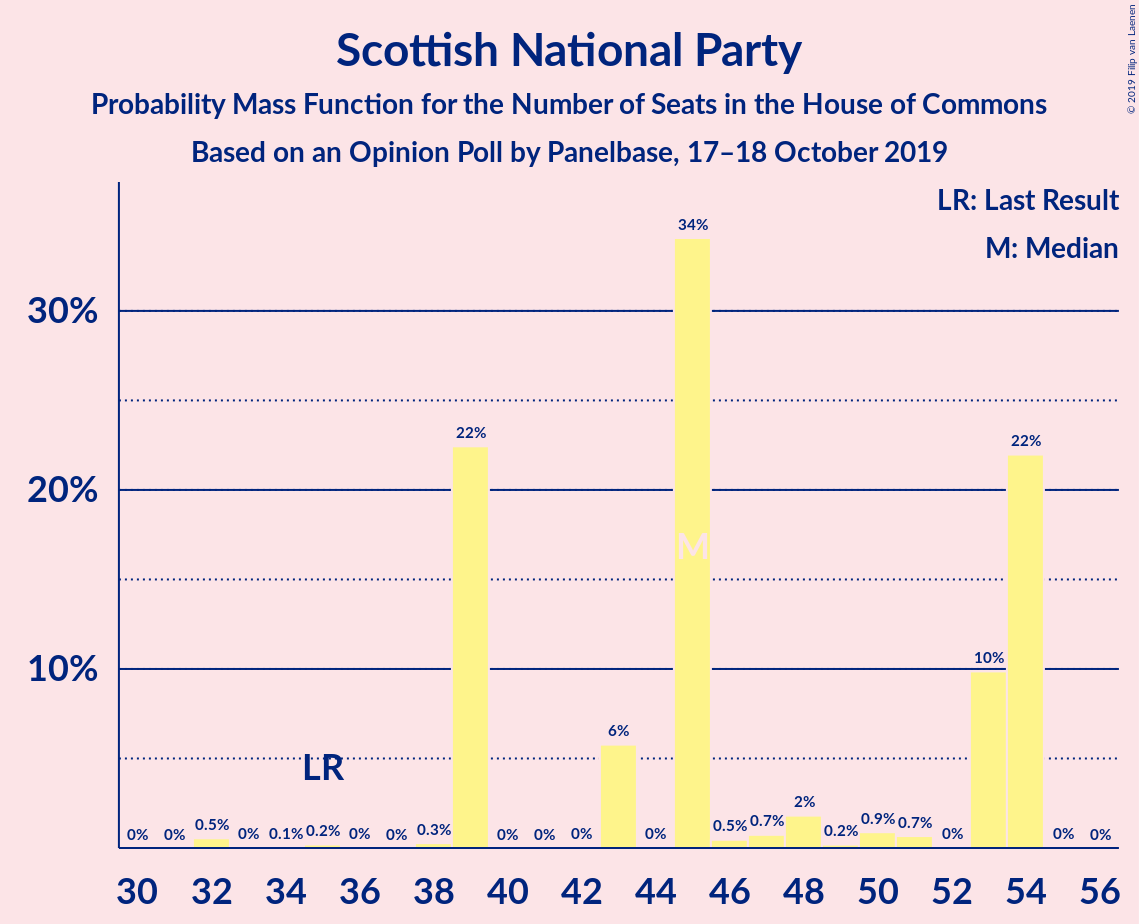 Scottish National Party
Probability Mass Function for the Number of Seats in the House of Commons
Based on an Opinion Poll by Panelbase, 17–18 October 2019
© 2019 Filip van Laenen
LR: Last Result
M: Median
30%
20%
10%
0% 0% 0.5% 0% 0.1% 0.2% 0% 0% 0.3% 22% 0% 0% 0% 6% 0% 34% 0.5% 0.7% 2% 0.2% 0.9% 0.7% 0% 10% 22% 0% 0%
LR
M
30 32 34 36 38 40 42 44 46 48 50 52 54 56